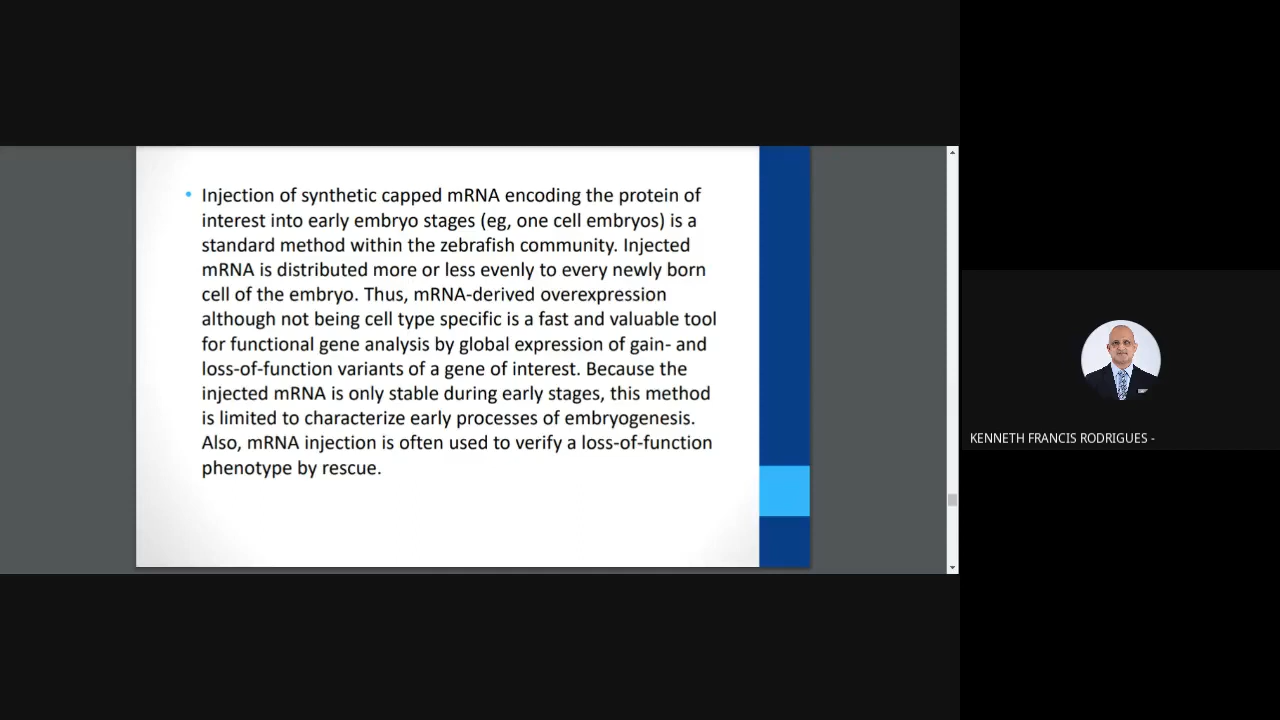 • Injection of synthetic capped mRNA encoding the protein of
interest into early embryo stages (eg, one cell embryos) is a
standard method within the zebrafish community. Injected
mRNA is distributed more or less evenly to every newly born
cell of the embryo. Thus, mRNA-derived overexpression
although not being cell type specific is a fast and valuable tool
for functional gene analysis by global expression of gain- and
loss-of-function variants of a gene of interest. Because the
injected mRNA is only stable during early stages, this method
is limited to characterize early processes of embryogenesis.
Also, mRNA injection is often used to verify a loss-of-function
phenotype by rescue.
KENNETH FRANCIS RODRIGUES -